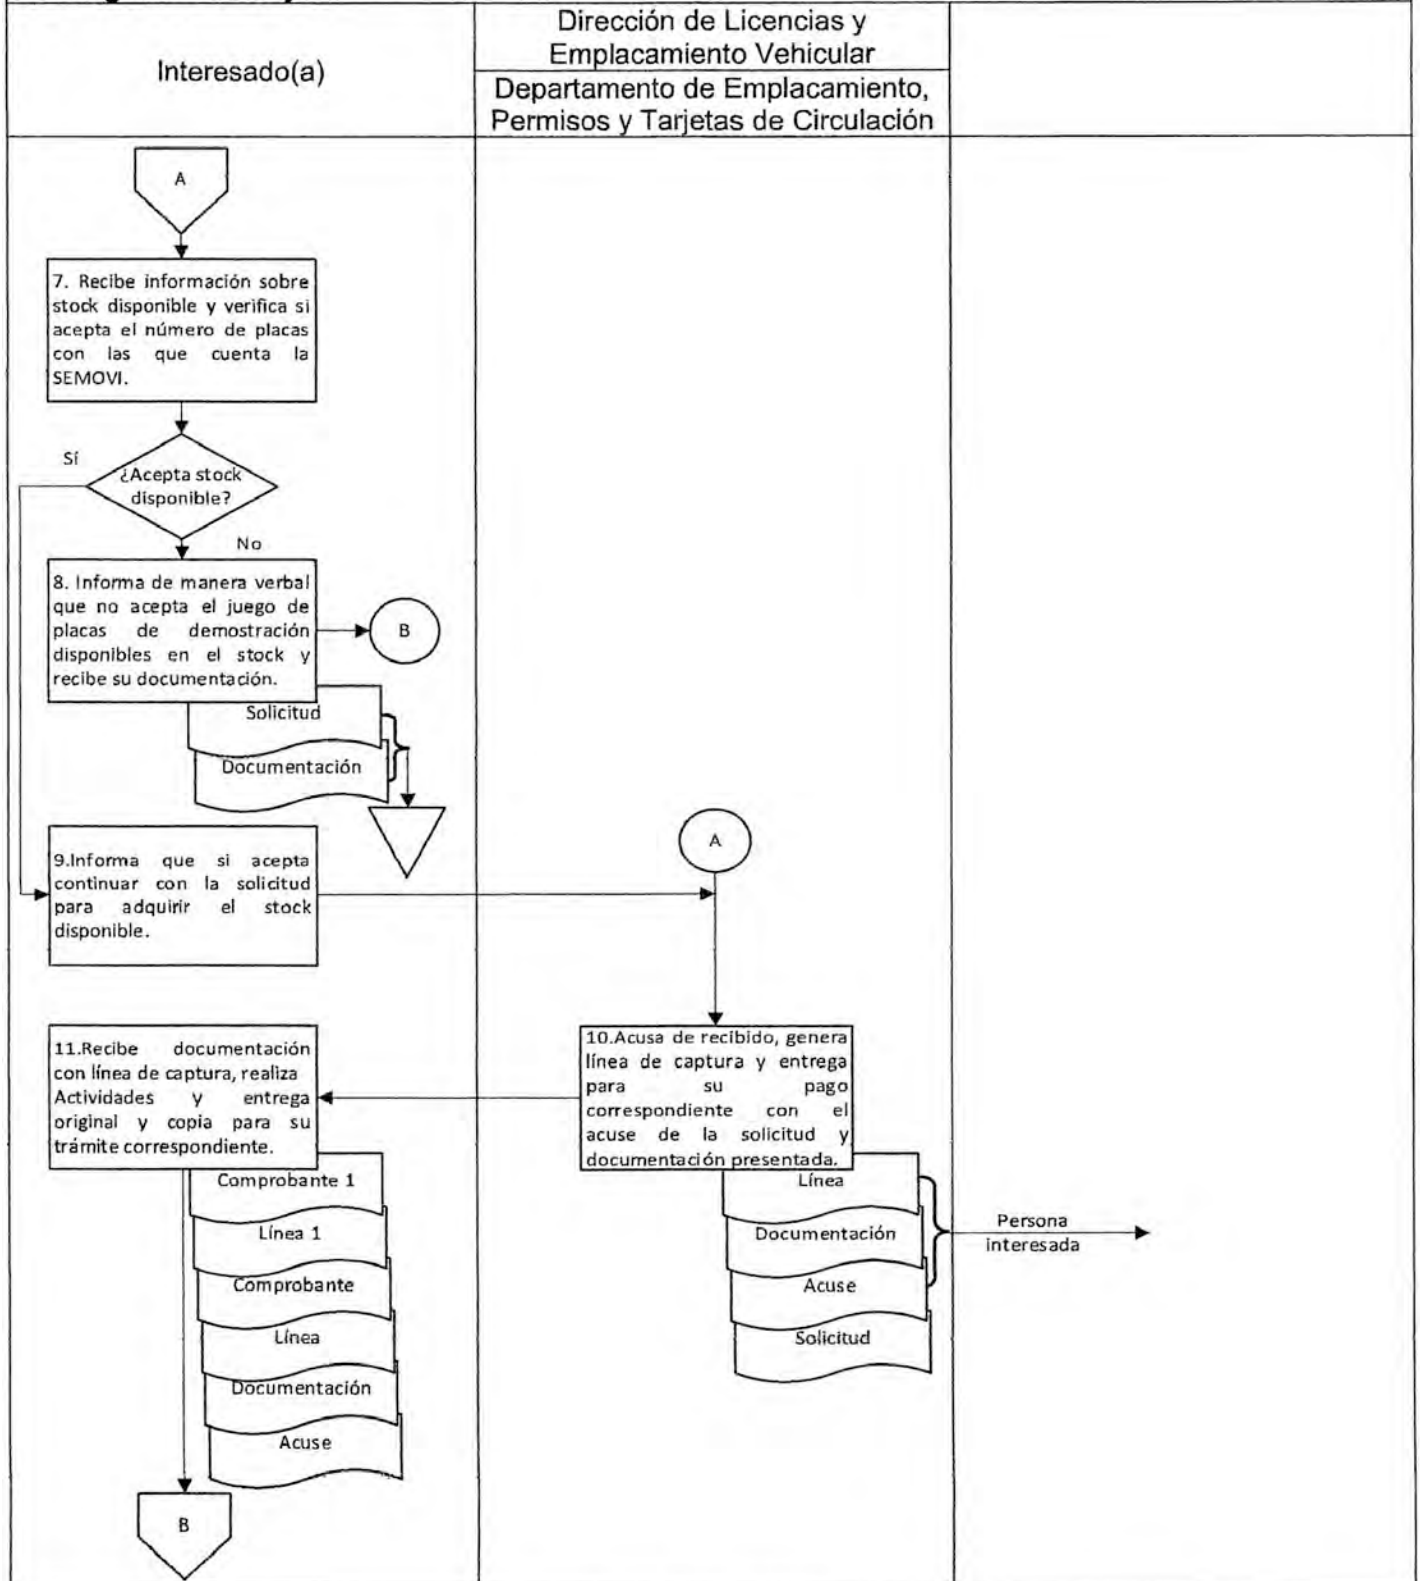 Interesado(a)
Dirección de Licencias y
Emplacamiento Vehicular
Departamento de Emplacamiento,
Permisos y Tarjetas de Circulación
A
7. Recibe información sobre
stock disponible y verifica si
acepta el número de placas
con las que cuenta la
SEMOVI.
Sí
¿Acepta stock
disponible?
No
8. Informa de manera verbal
que no acepta el juego de
placas de demostración
disponibles en el stock y
recibe su documentación.
B
Solicitud
Documentación
9.Informa que si acepta
continuar con la solicitud
para adquirir el stock
disponible.
A
10.Acusa de recibido, genera
línea de captura y entrega
para su pago
correspondiente con el
acuse de la solicitud y
documentación presentada.
Línea
Documentación
Acuse
Solicitud
Persona
interesada
11.Recibe documentación
con línea de captura, realiza
Actividades y entrega
original y copia para su
trámite correspondiente.
Comprobante 1
Línea 1
Comprobante
Línea
Documentación
Acuse
B